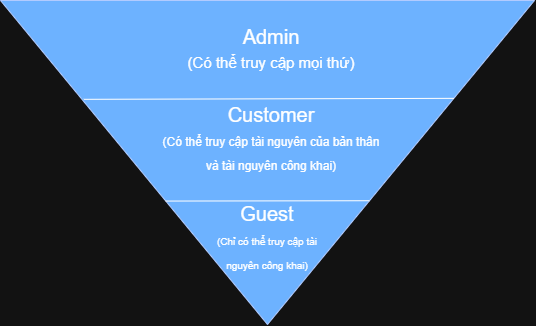 Admin
(Có thể truy cập mọi thứ)
Customer
(Có thể truy cập tài nguyên của bản thân
và tài nguyên công khai)
Guest
(Chỉ có thể truy cập tài
nguyên công khai)